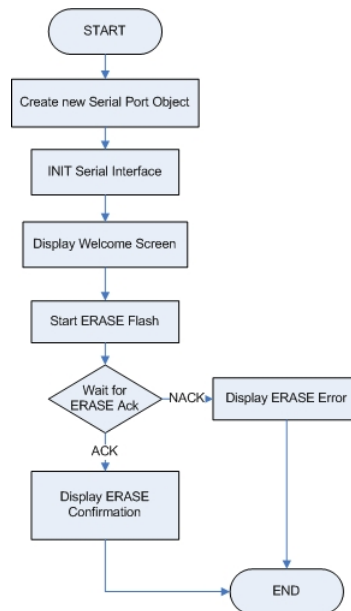 START
Create new Serial Port Object
INIT Serial Interface
Display Welcome Screen
Start ERASE Flash
Wait for
ERASE Ack
NACK
Display ERASE Error
ACK
Display ERASE
Confirmation
END